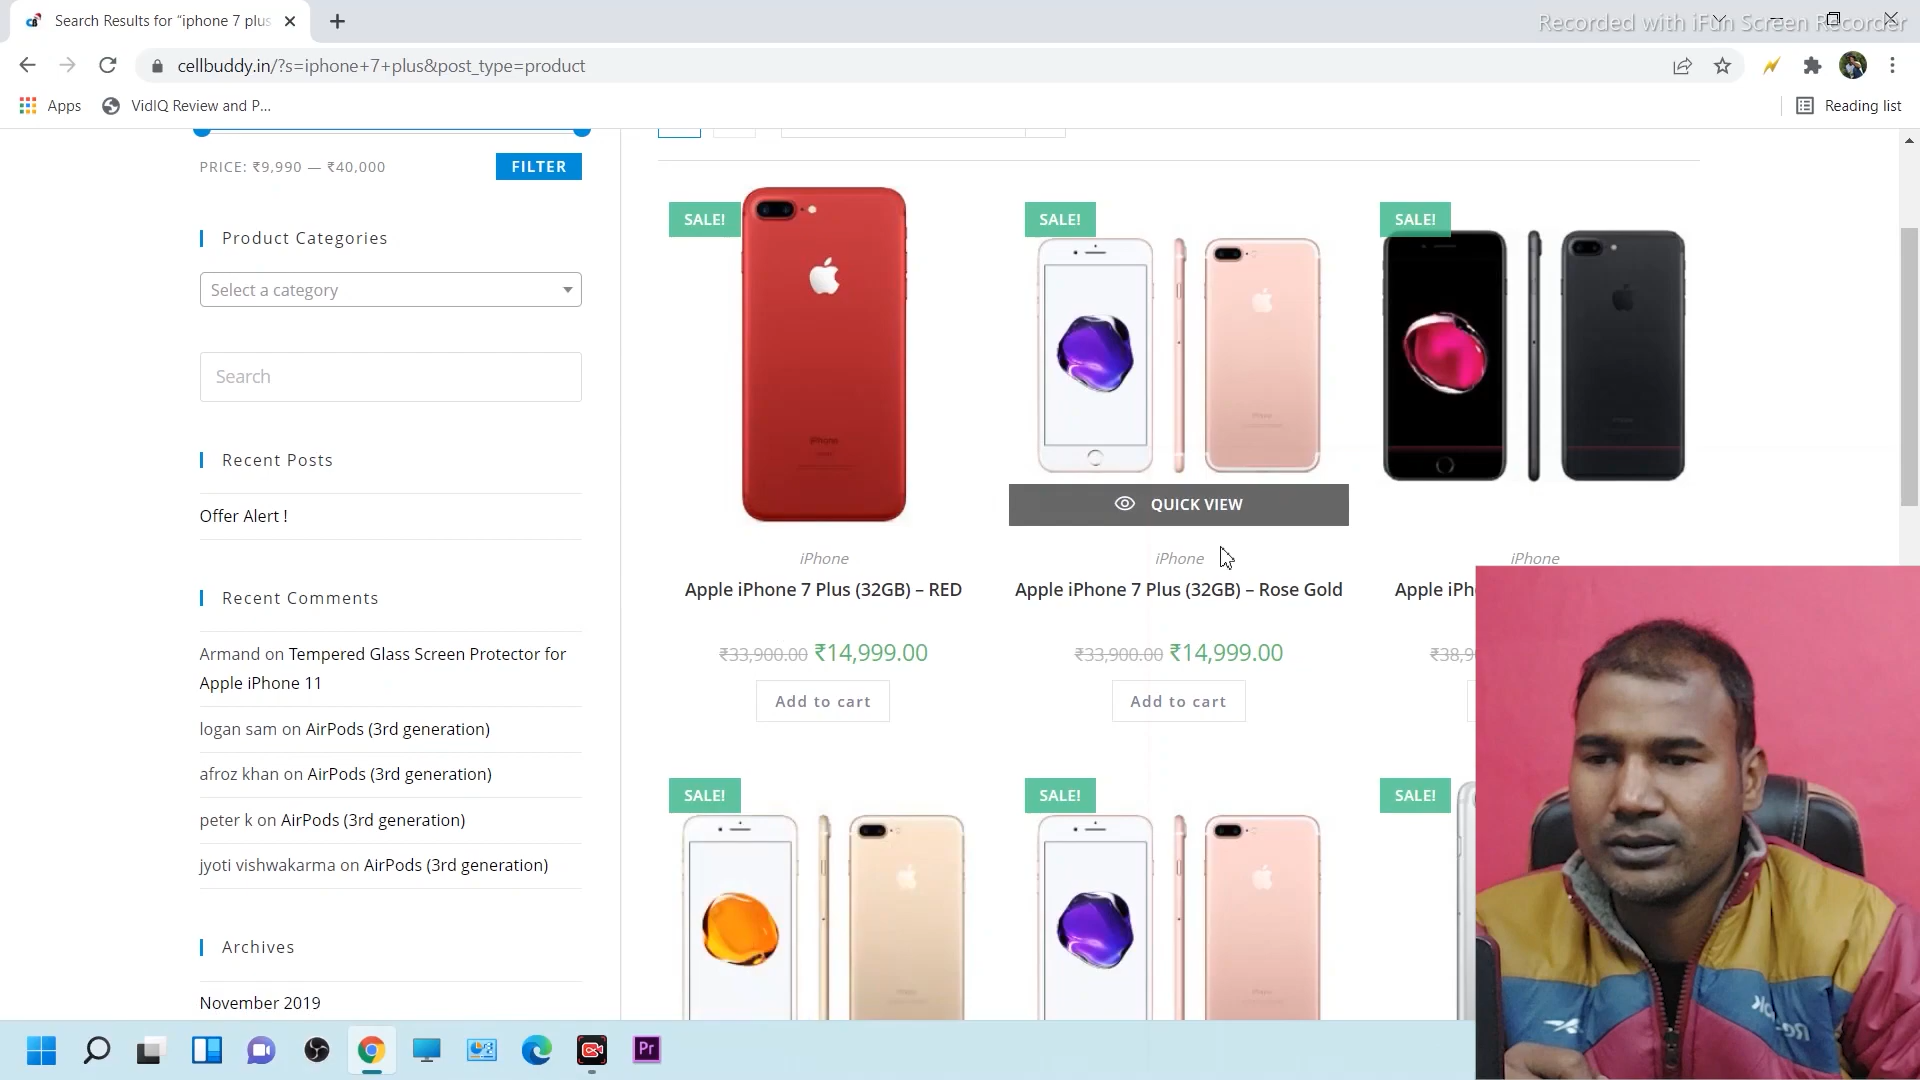 Search Results for “iphone 7 plus
Recorded with iFun Screen Recorder
cellbuddy.in/?s=iphone+7+plus&post_type=product
Apps
VidIQ Review and P...
Reading list
PRICE: ₹9,990 — ₹40,000
FILTER
Product Categories
Select a category
Search
Recent Posts
Offer Alert !
Recent Comments
Armand on Tempered Glass Screen Protector for
Apple iPhone 11
logan sam on AirPods (3rd generation)
afroz khan on AirPods (3rd generation)
peter k on AirPods (3rd generation)
jyoti vishwakarma on AirPods (3rd generation)
Archives
November 2019
SALE!
iPhone
iPhone
Apple iPhone 7 Plus (32GB) – RED
₹33,900.00 ₹14,999.00
Add to cart
SALE!
QUICK VIEW
iPhone
Apple iPhone 7 Plus (32GB) – Rose Gold
₹33,900.00 ₹14,999.00
Add to cart
SALE!
iPhone
Apple iPh
₹38,9
SALE!
SALE!
SALE!
Pr